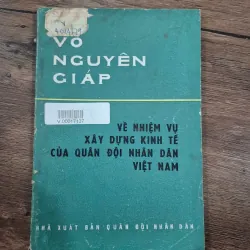 VÕ
NGUYÊN
GIÁP
VỀ NHIỆM VỤ
XÂY DỰNG KINH TẾ
CỦA QUÂN ĐỘI NHÂN DÂN
VIỆT NAM
NHÀ XUẤT BẢN QUÂN ĐỘI NHÂN DÂN